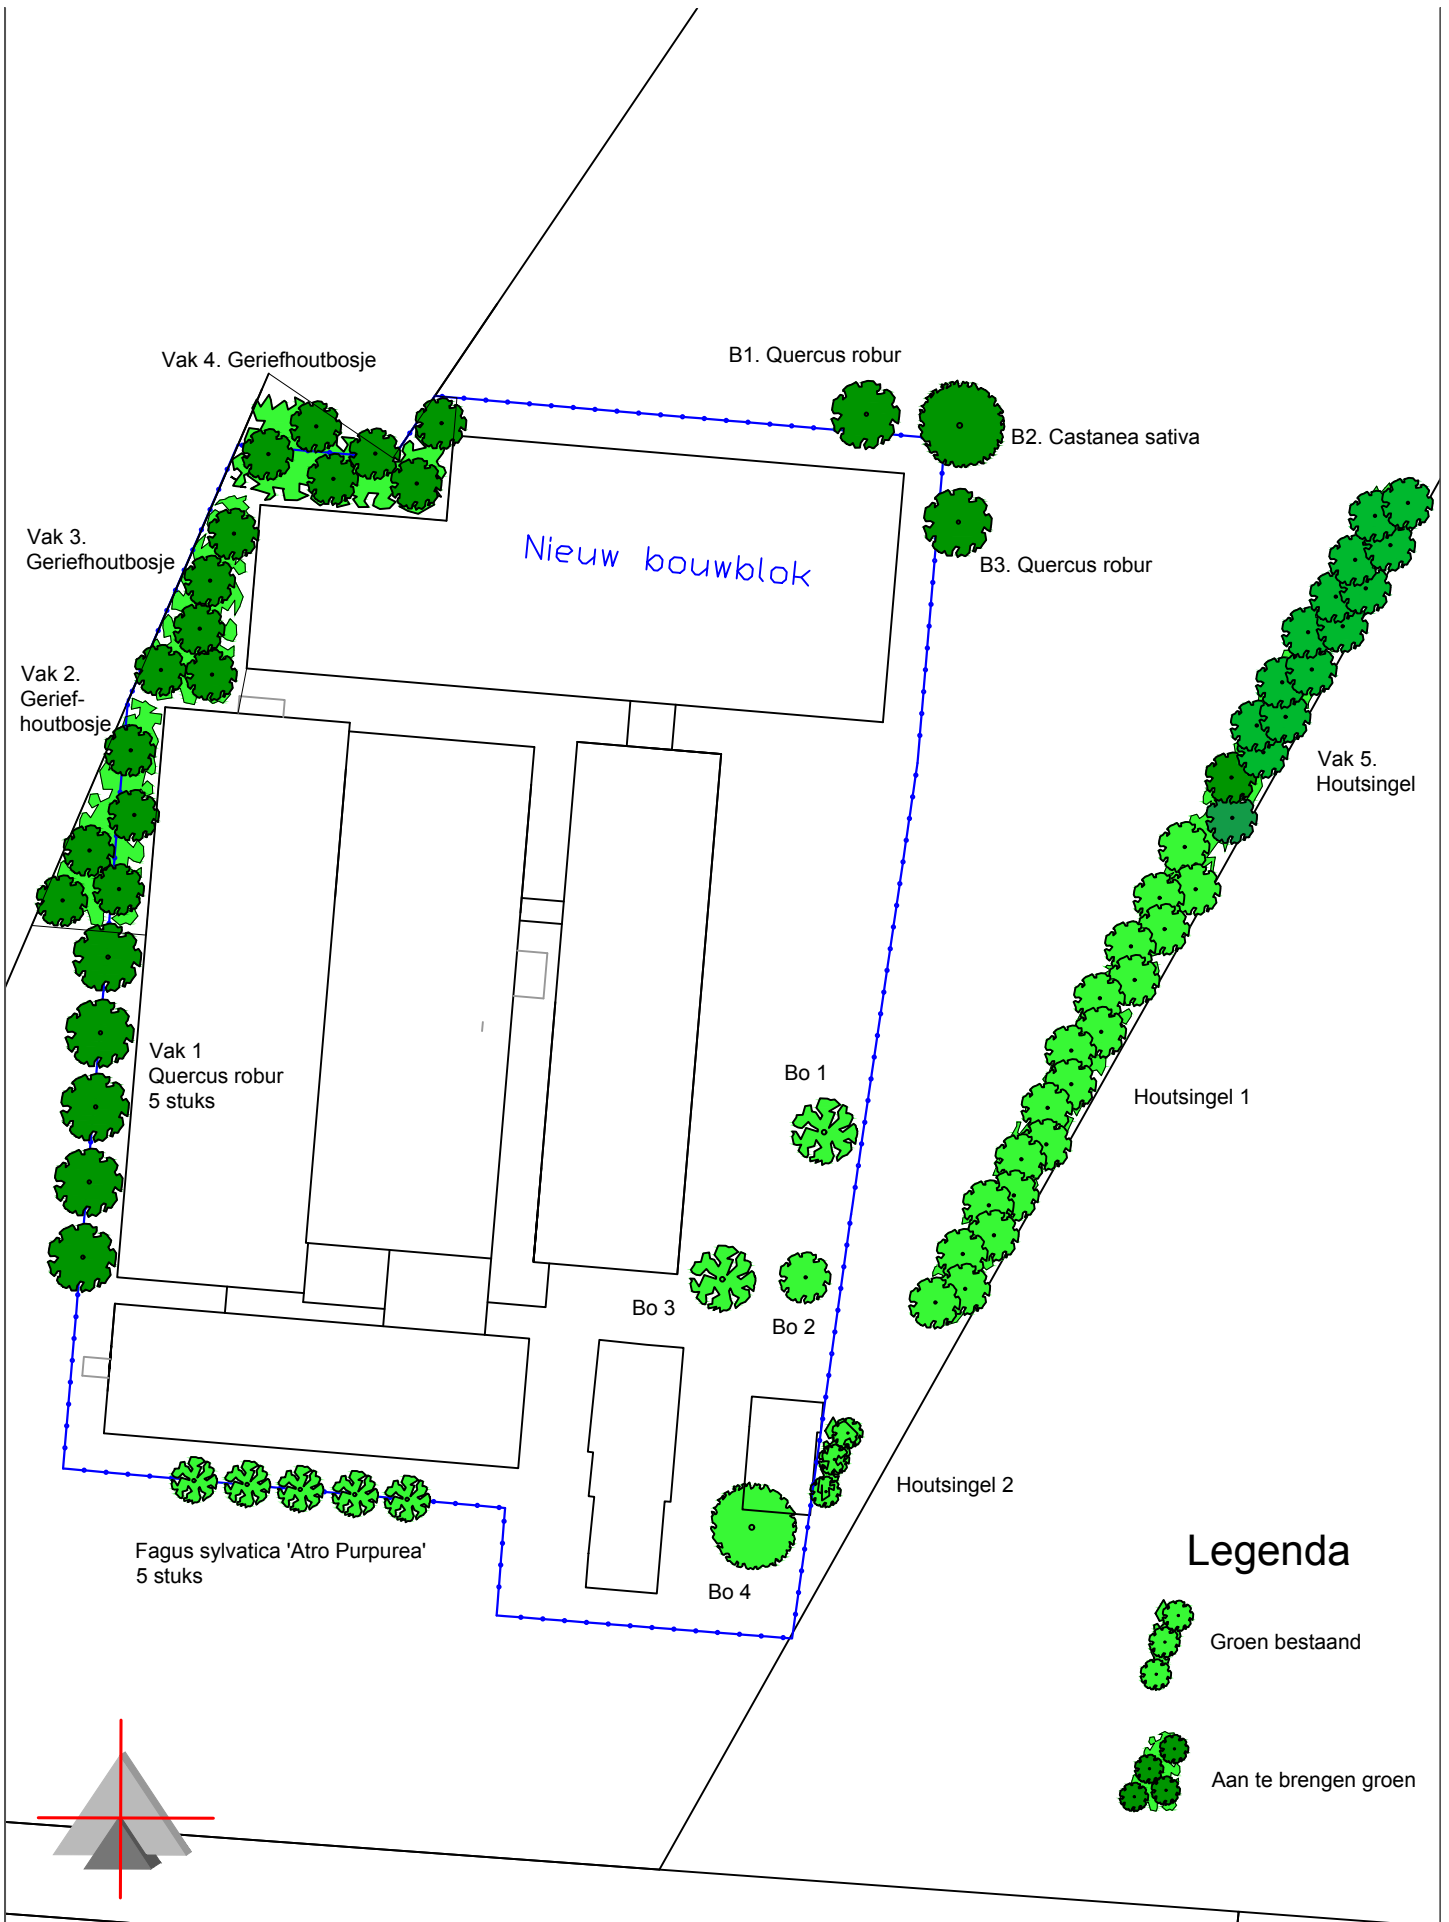 Vak 4. Geriefhoutbosje
B1. Quercus robur
B2. Castanea sativa
Vak 3.
Geriefhoutbosje
Nieuw bouwblok
B3. Quercus robur
Vak 2.
Gerief-
houtbosje
Vak 5.
Houtsingel
Vak 1
Quercus robur
5 stuks
Bo 1
Houtsingel 1
Bo 3
Bo 2
Houtsingel 2
Fagus sylvatica 'Atro Purpurea'
5 stuks
Bo 4
Legenda
Groen bestaand
Aan te brengen groen